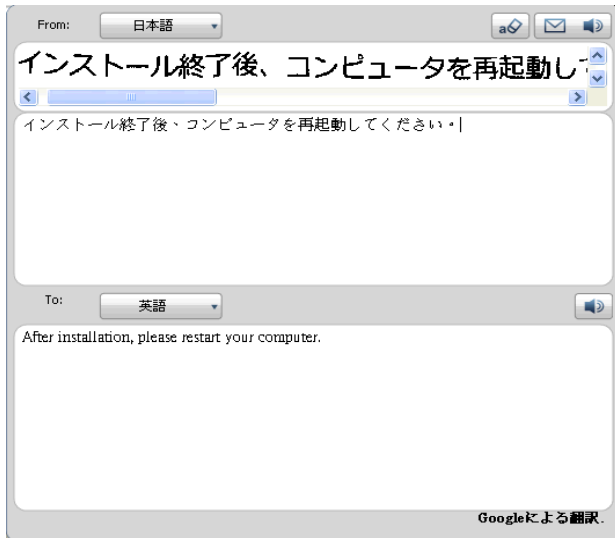 From: 日本語
インストール終了後、コンピュータを再起動して
インストール終了後、コンピュータを再起動してください。
To: 英語
After installation, please restart your computer.
Googleによる翻訳.